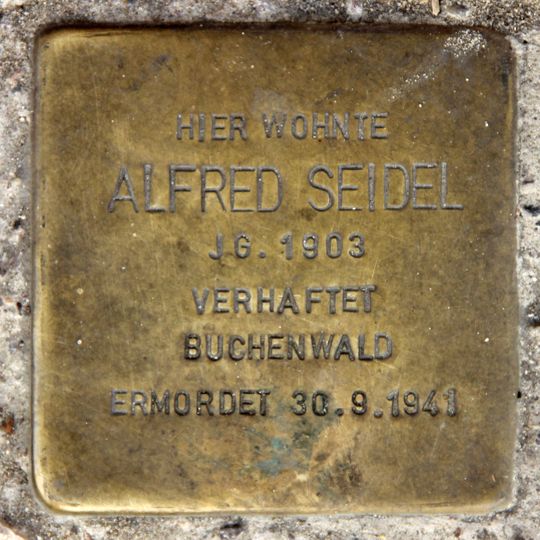 HIER WOHNTE
ALFRED SEIDEL
JG. 1903
VERHAFTET
BUCHENWALD
ERMORDET 30.9.1941